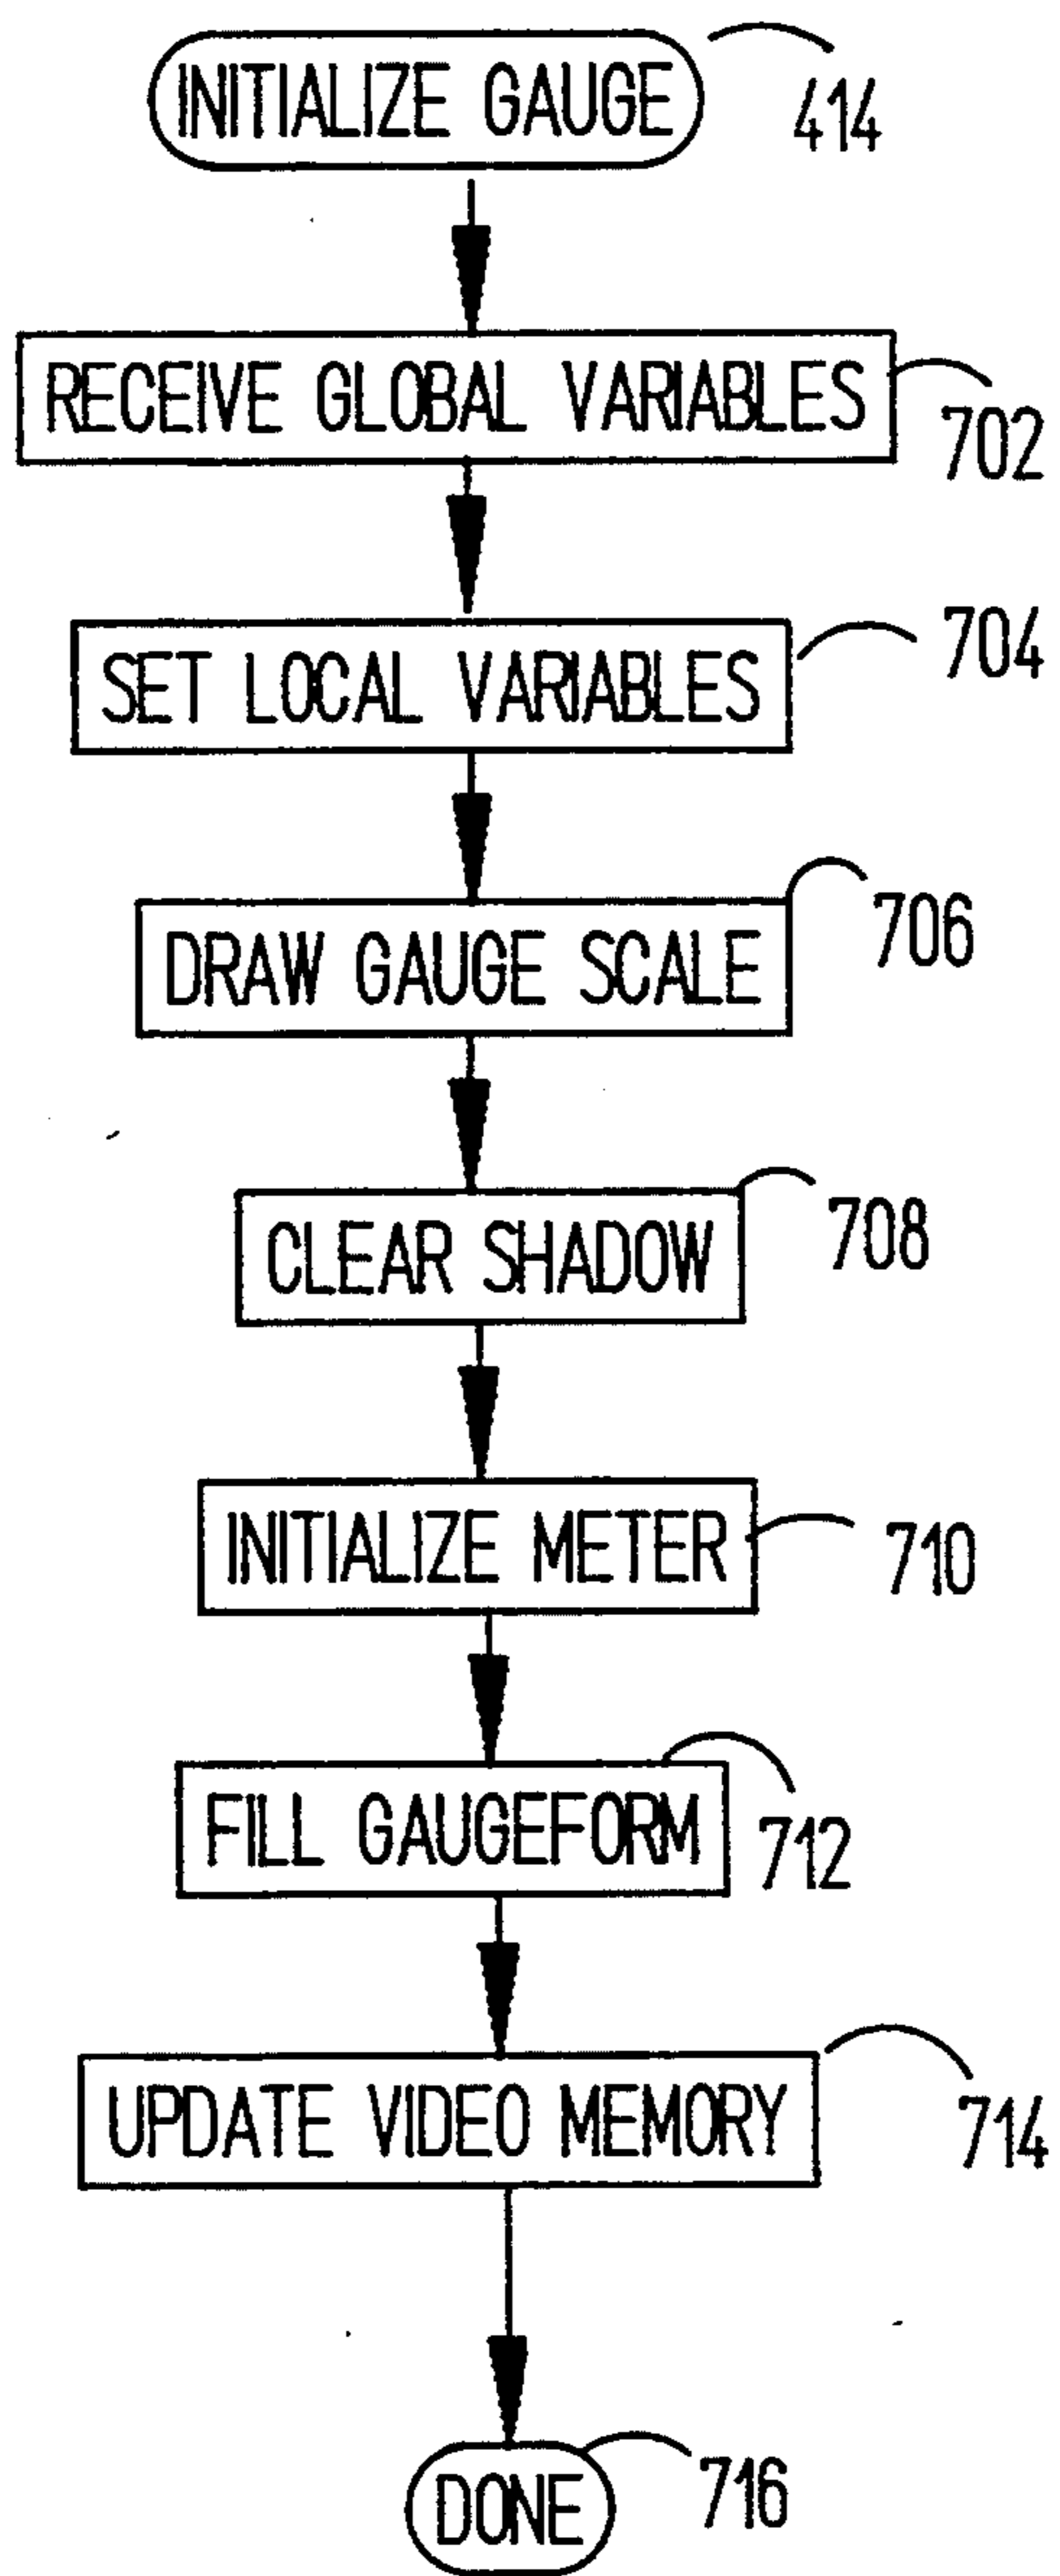 INITIALIZE GAUGE
414
RECEIVE GLOBAL VARIABLES
702
SET LOCAL VARIABLES
704
DRAW GAUGE SCALE
706
CLEAR SHADOW
708
INITIALIZE METER
710
FILL GAUGEFORM
712
UPDATE VIDEO MEMORY
714
DONE
716